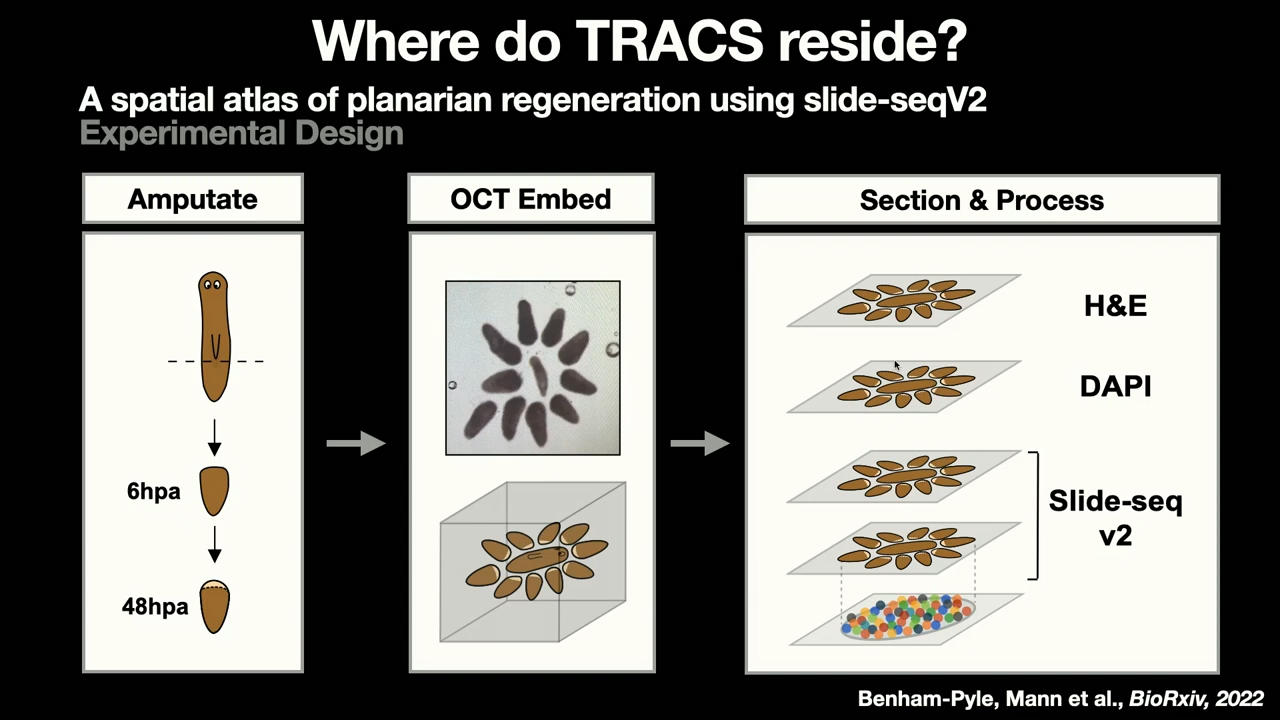 Where do TRACS reside?
A spatial atlas of planarian regeneration using slide-seqV2
Experimental Design
Amputate
6hpa
48hpa
OCT Embed
Section & Process
H&E
DAPI
Slide-seq
v2
Benham-Pyle, Mann et al., BioRxiv, 2022